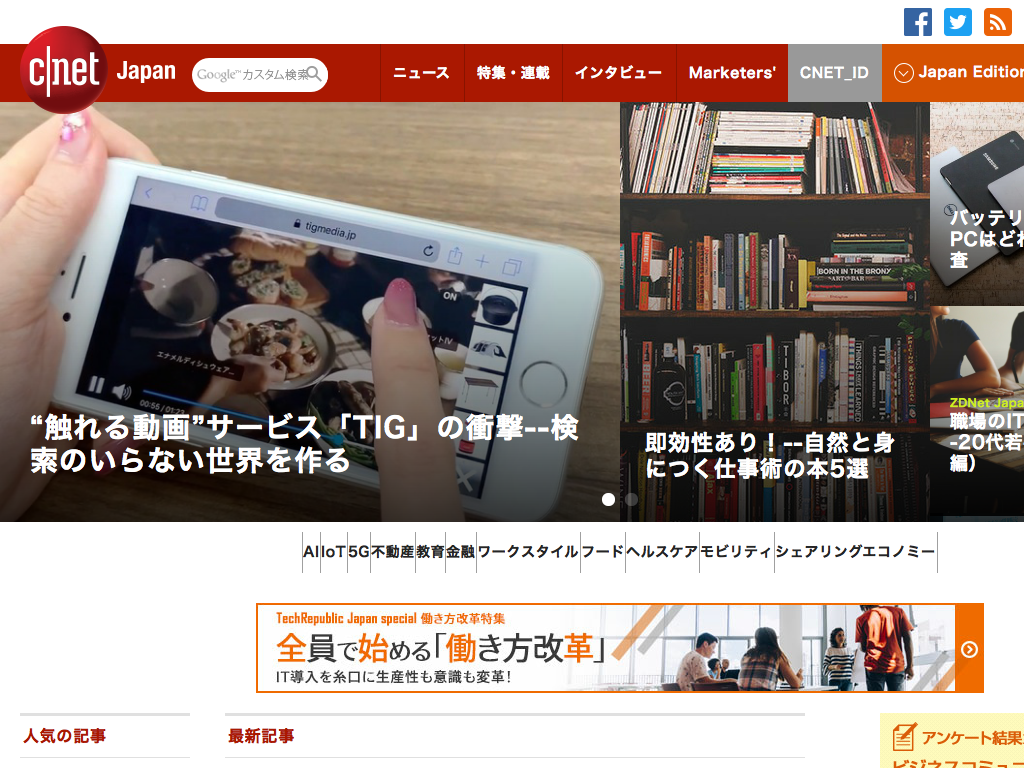 c|net Japan
Google™ カスタム検索
ニュース
特集・連載
インタビュー
Marketers'
CNET_ID
Japan Edition
tigmedia.jp
ON
エナメルディシュウェア...
00:55 / 01:22
“触れる動画”サービス「TIG」の衝撃--検
索のいらない世界を作る
BORN IN THE BRONX
TIBOR
即効性あり！--自然と身
につく仕事術の本5選
SAMSUNG
バッテリ
PCはどれ
査
ZDNet Japa
職場のIT
-20代若
編）
AI
IoT
5G
不動産
教育
金融
ワークスタイル
フード
ヘルスケア
モビリティ
シェアリングエコノミー
TechRepublic Japan special 働き方改革特集
全員で始める「働き方改革」
IT導入を糸口に生産性も意識も変革！
人気の記事
最新記事
アンケート結果
ビジネスコミュニ